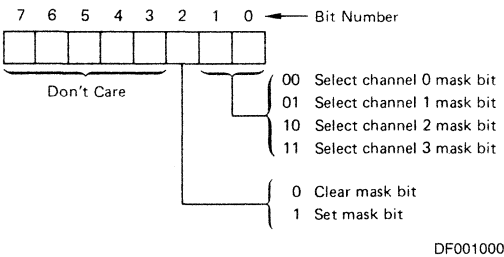 7 6 5 4 3 2 1 0 Bit Number
Don't Care
00 Select channel 0 mask bit
01 Select channel 1 mask bit
10 Select channel 2 mask bit
11 Select channel 3 mask bit
0 Clear mask bit
1 Set mask bit
DF001000